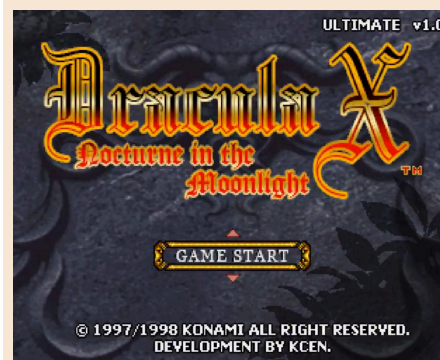 ULTIMATE v1.0
Dracula X
Nocturne in the
Moonlight
TM
GAME START
© 1997/1998 KONAMI ALL RIGHT RESERVED.
DEVELOPMENT BY KCEN.